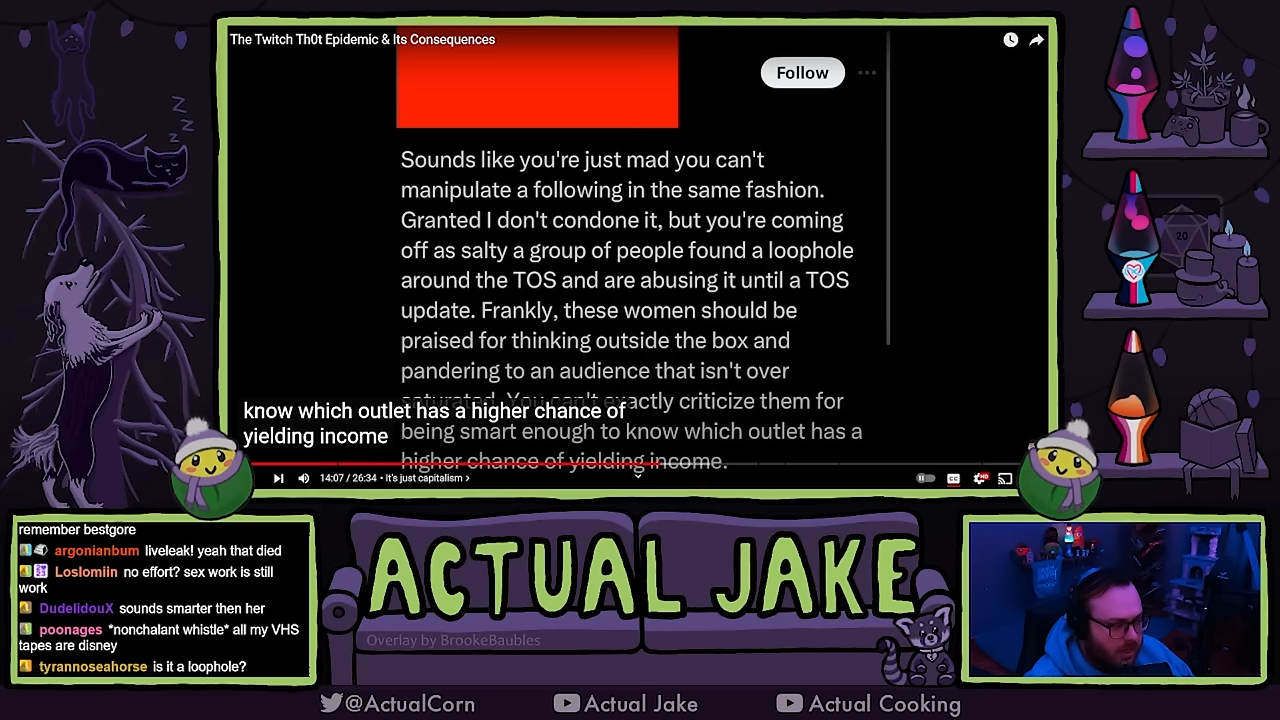 The Twitch Th0t Epidemic & Its Consequences
Follow
Sounds like you're just mad you can't
manipulate a following in the same fashion.
Granted I don't condone it, but you're coming
off as salty a group of people found a loophole
around the TOS and are abusing it until a TOS
update. Frankly, these women should be
praised for thinking outside the box and
pandering to an audience that isn't over
saturated. You can't exactly criticize them for
being smart enough to know which outlet has a
higher chance of yielding income.
know which outlet has a higher chance of
yielding income
14:07 / 26:34 • It's just capitalism >
CC
HD
20
remember bestgore
argonianbum liveleak! yeah that died
Loslomiin no effort? sex work is still
work
DudelidouX sounds smarter then her
poonages *nonchalant whistle* all my VHS
tapes are disney
tyrannoseahorse is it a loophole?
ACTUAL JAKE
Overlay by BrookeBaubles
@ActualCorn
Actual Jake
Actual Cooking